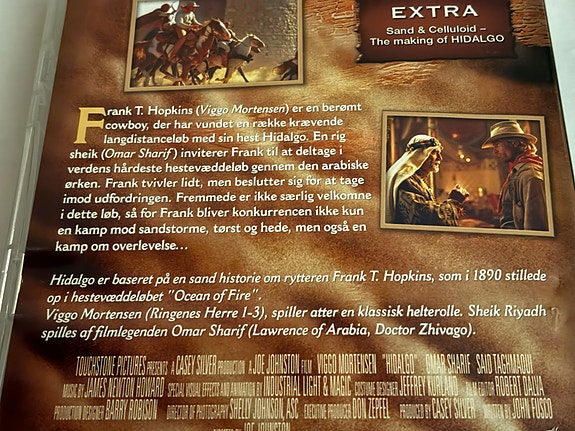 EXTRA
Sand & Celluloid –
The making of HIDALGO
Frank T. Hopkins (Viggo Mortensen) er en berømt
cowboy, der har vundet en række krævende
langdistanceløb med sin hest Hidalgo. En rig
sheik (Omar Sharif) inviterer Frank til at deltage i
verdens hårdeste hestevæddeløb gennem den arabiske
ørken. Frank tvivler lidt, men beslutter sig for at tage
imod udfordringen. Fremmede er ikke særlig velkomne
i dette løb, så for Frank bliver konkurrencen ikke kun
en kamp mod sandstorme, tørst og hede, men også en
kamp om overlevelse...
Hidalgo er baseret på en sand historie om rytteren Frank T. Hopkins, som i 1890 stillede
op i hestevæddeløbet "Ocean of Fire".
Viggo Mortensen (Ringenes Herre 1-3), spiller atter en klassisk helterolle. Sheik Riyadh
spilles af filmlegenden Omar Sharif (Lawrence of Arabia, Doctor Zhivago).
TOUCHSTONE PICTURES PRESENTS A CASEY SILVER PRODUCTION A JOE JOHNSTON FILM VIGGO MORTENSEN "HIDALGO" OMAR SHARIF SAID TAGHMAOUI
MUSIC BY JAMES NEWTON HOWARD SPECIAL VISUAL EFFECTS AND ANIMATION BY INDUSTRIAL LIGHT & MAGIC COSTUME DESIGNER JEFFREY KURLAND FILM EDITOR ROBERT DALVA
PRODUCTION DESIGNER BARRY ROBISON DIRECTOR OF PHOTOGRAPHY SHELLY JOHNSON, ASC EXECUTIVE PRODUCER DON ZEPFEL PRODUCED BY CASEY SILVER WRITTEN BY JOHN FUSCO
DIRECTED BY JOE JOHNSTON